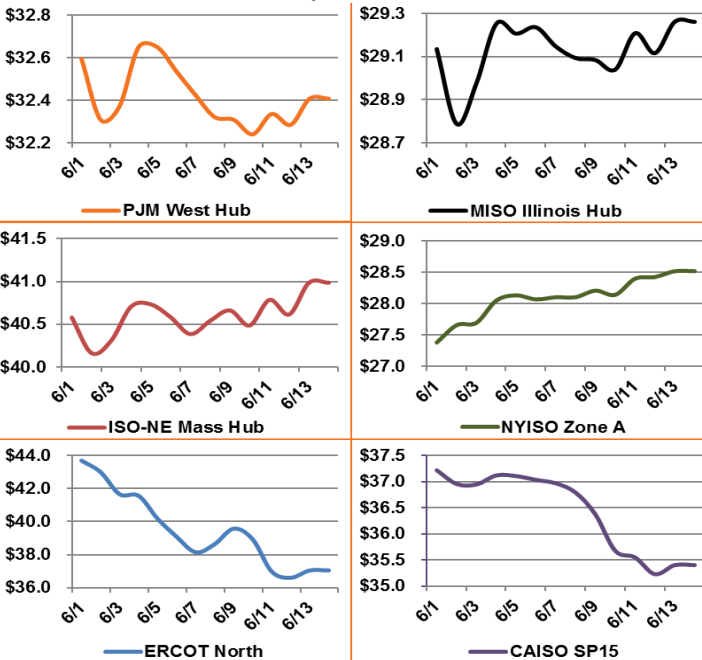 $32.8
$32.6
$32.4
$32.2
6/1 6/3 6/5 6/7 6/9 6/11 6/13
PJM West Hub
$29.3
$29.1
$28.9
$28.7
6/1 6/3 6/5 6/7 6/9 6/11 6/13
MISO Illinois Hub
$41.5
$41.0
$40.5
$40.0
6/1 6/3 6/5 6/7 6/9 6/11 6/13
ISO-NE Mass Hub
$29.0
$28.5
$28.0
$27.5
$27.0
6/1 6/3 6/5 6/7 6/9 6/11 6/13
NYISO Zone A
$44.0
$42.0
$40.0
$38.0
$36.0
6/1 6/3 6/5 6/7 6/9 6/11 6/13
ERCOT North
$37.5
$37.0
$36.5
$36.0
$35.5
$35.0
6/1 6/3 6/5 6/7 6/9 6/11 6/13
CAISO SP15